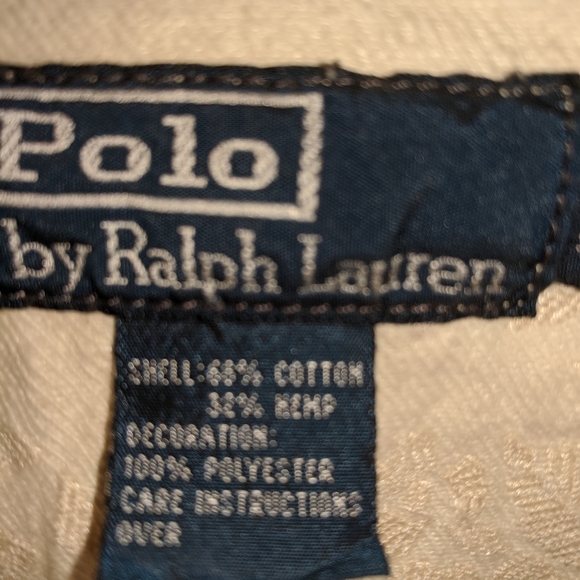 Polo
by Ralph Lauren
SHELL:68% COTTON
32% HEMP
DECORATION:
100% POLYESTER
CARE INSTRUCTIONS
OVER